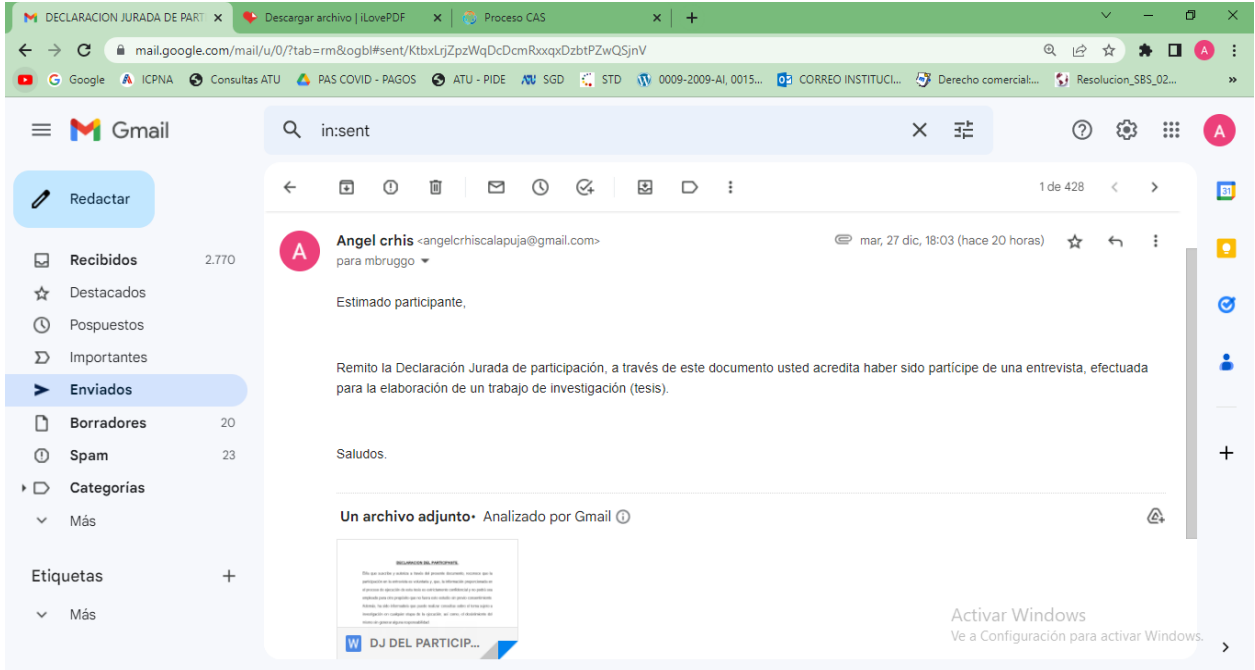 DECLARACION JURADA DE PART
Descargar archivo | iLovePDF
Proceso CAS
mail.google.com/mail/u/0/?tab=rm&ogbl#sent/KtbxLrjZpzWqDcDcmRxxqxDzbtPZwQSjnV
A
Google
ICPNA
Consultas ATU
PAS COVID - PAGOS
ATU - PIDE
SGD
STD
0009-2009-AI, 0015...
CORREO INSTITUCI...
Derecho comercial:...
Resolucion_SBS_02...
»
Gmail
in:sent
A
Redactar
1 de 428
31
Recibidos 2.770
Destacados
Pospuestos
Importantes
Enviados
Borradores 20
Spam 23
Categorías
Más
Etiquetas
Más
A
Angel crhis <angelcrhiscalapuja@gmail.com>
mar, 27 dic, 18:03 (hace 20 horas)
para mbruggo
Estimado participante,
Remito la Declaración Jurada de participación, a través de este documento usted acredita haber sido partícipe de una entrevista, efectuada
para la elaboración de un trabajo de investigación (tesis).
Saludos.
Un archivo adjunto • Analizado por Gmail
DECLARACION DEL PARTICIPANTE
W DJ DEL PARTICIP...
Activar Windows
Ve a Configuración para activar Windows.